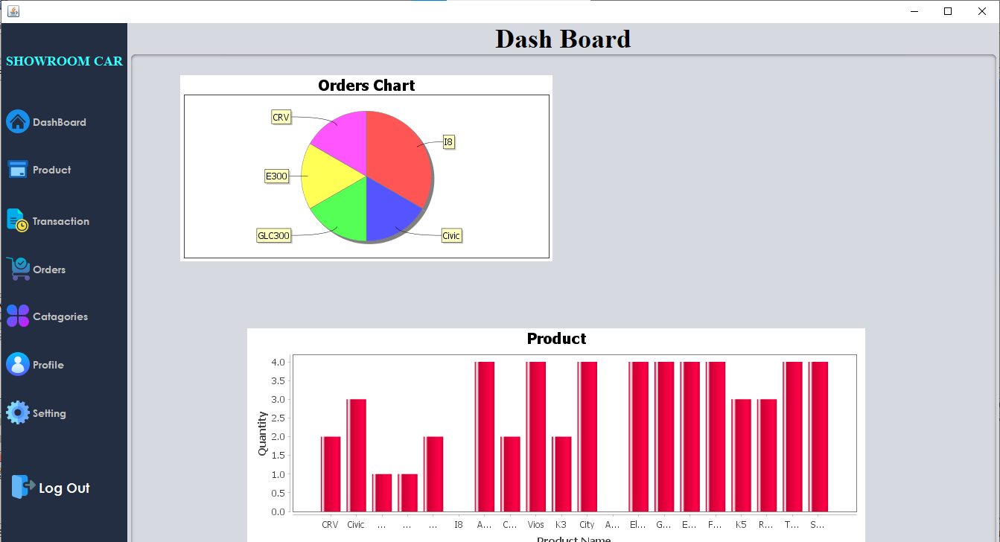 Dash Board
SHOWROOM CAR
DashBoard
Product
Transaction
Orders
Catagories
Profile
Setting
Log Out
Orders Chart
CRV
I8
E300
GLC300
Civic
Product
4.0
3.5
3.0
2.5
2.0
1.5
1.0
0.5
0.0
Quantity
CRV Civic ... ... ... I8 A... C... Vios K3 City A... El... G... E... F... K5 R... T... S...
Product Name